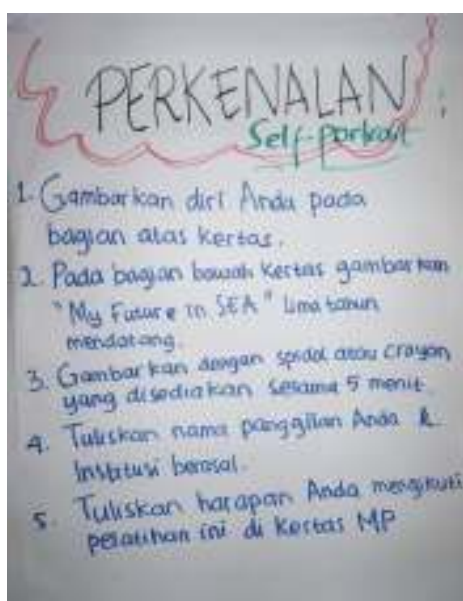 PERKENALAN :
Self-portrait
1. Gambarkan diri Anda pada
bagian atas kertas.
2. Pada bagian bawah kertas gambarkan
"My Future in SEA" lima tahun
mendatang.
3. Gambarkan dengan spidol atau crayon
yang disediakan selama 5 menit.
4. Tuliskan nama panggilan Anda &
Institusi berasal.
5. Tuliskan harapan Anda mengikuti
pelatihan ini di kertas MP